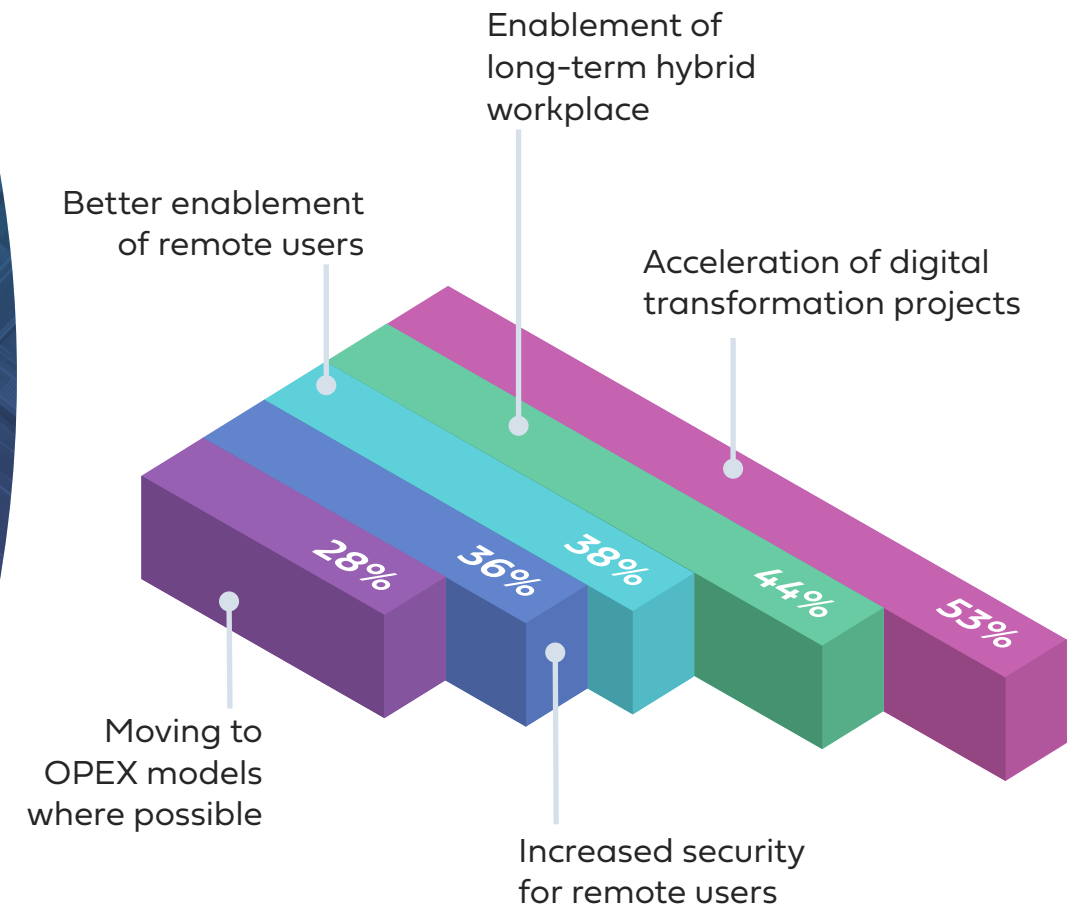 Enablement of
long-term hybrid
workplace
Better enablement
of remote users
Acceleration of digital
transformation projects
28%
36%
38%
44%
53%
Moving to
OPEX models
where possible
Increased security
for remote users